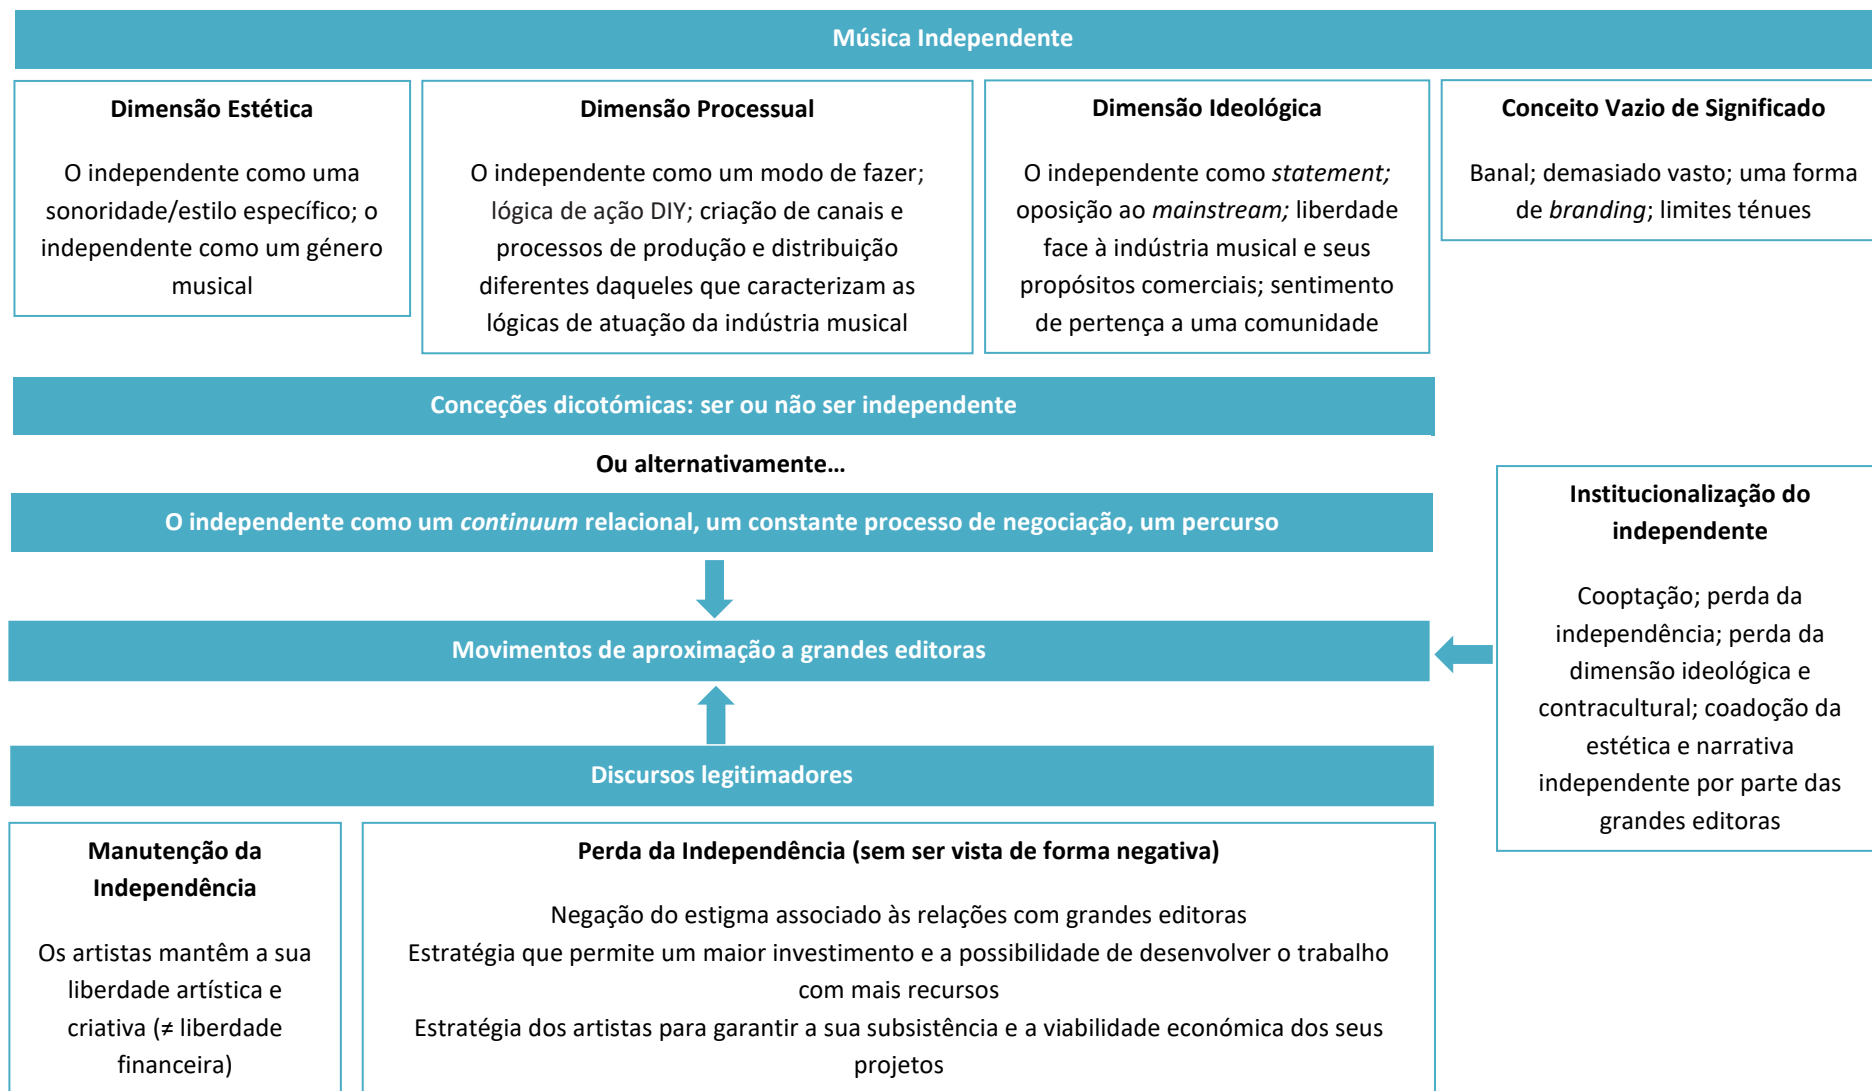 Música Independente
Dimensão Estética
O independente como uma
sonoridade/estilo específico; o
independente como um género
musical
Dimensão Processual
O independente como um modo de fazer;
lógica de ação DIY; criação de canais e
processos de produção e distribuição
diferentes daqueles que caracterizam as
lógicas de atuação da indústria musical
Dimensão Ideológica
O independente como statement;
oposição ao mainstream; liberdade
face à indústria musical e seus
propósitos comerciais; sentimento
de pertença a uma comunidade
Conceito Vazio de Significado
Banal; demasiado vasto; uma forma
de branding; limites ténues
Conceções dicotómicas: ser ou não ser independente
Ou alternativamente…
O independente como um continuum relacional, um constante processo de negociação, um percurso
Movimentos de aproximação a grandes editoras
Institucionalização do
independente
Cooptação; perda da
independência; perda da
dimensão ideológica e
contracultural; coadoção da
estética e narrativa
independente por parte das
grandes editoras
Discursos legitimadores
Manutenção da
Independência
Os artistas mantêm a sua
liberdade artística e
criativa (≠ liberdade
financeira)
Perda da Independência (sem ser vista de forma negativa)
Negação do estigma associado às relações com grandes editoras
Estratégia que permite um maior investimento e a possibilidade de desenvolver o trabalho
com mais recursos
Estratégia dos artistas para garantir a sua subsistência e a viabilidade económica dos seus
projetos